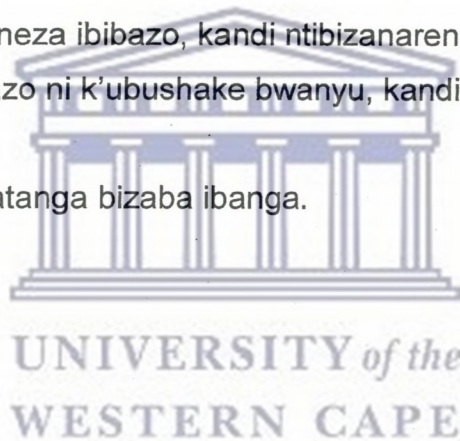 neza ibibazo, kandi ntibizanaren
zo ni k'ubushake bwanyu, kandi
atanga bizaba ibanga.
UNIVERSITY of the
WESTERN CAPE